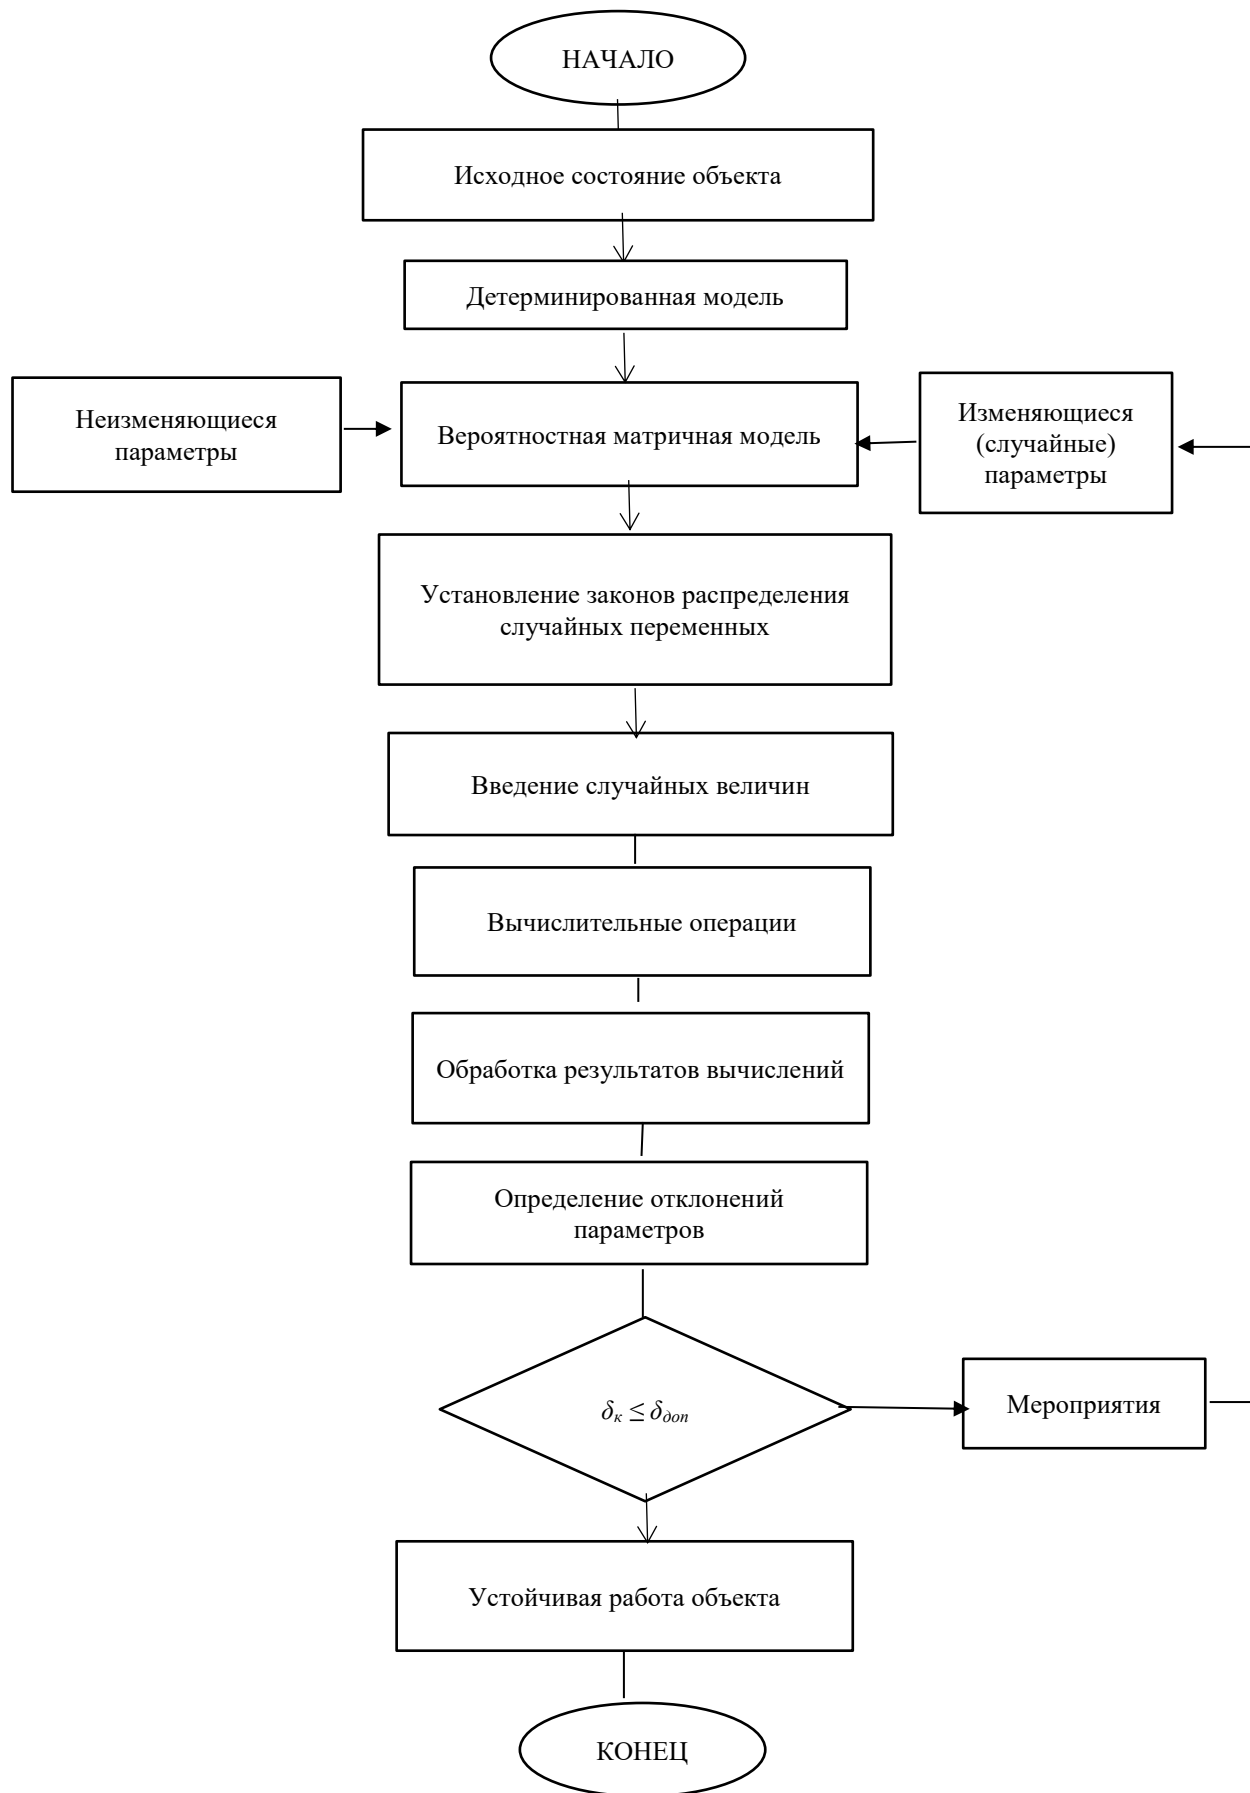 НАЧАЛО
Исходное состояние объекта
Детерминированная модель
Неизменяющиеся
параметры
Вероятностная матричная модель
Изменяющиеся
(случайные)
параметры
Установление законов распределения
случайных переменных
Введение случайных величин
Вычислительные операции
Обработка результатов вычислений
Определение отклонений
параметров
δк ≤ δдоп
Мероприятия
Устойчивая работа объекта
КОНЕЦ